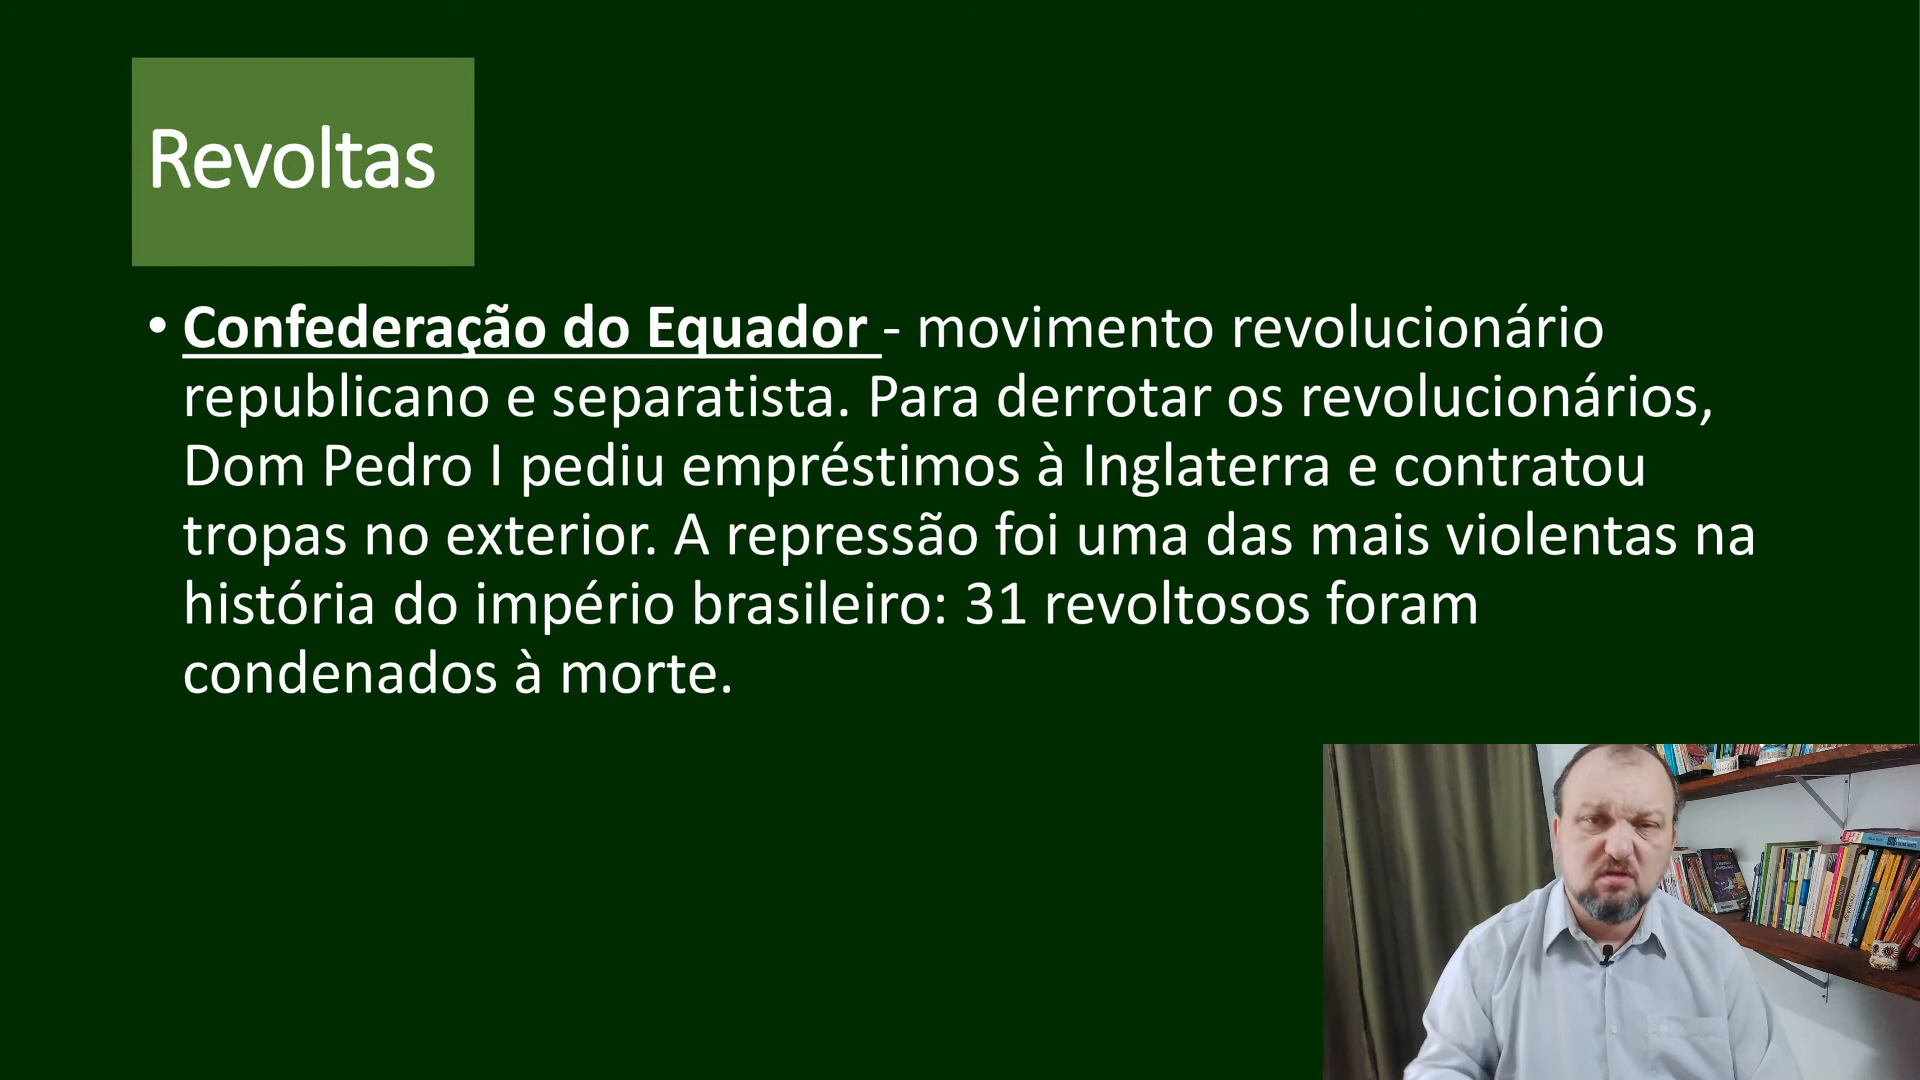 Revoltas
• Confederação do Equador - movimento revolucionário
republicano e separatista. Para derrotar os revolucionários,
Dom Pedro I pediu empréstimos à Inglaterra e contratou
tropas no exterior. A repressão foi uma das mais violentas na
história do império brasileiro: 31 revoltosos foram
condenados à morte.